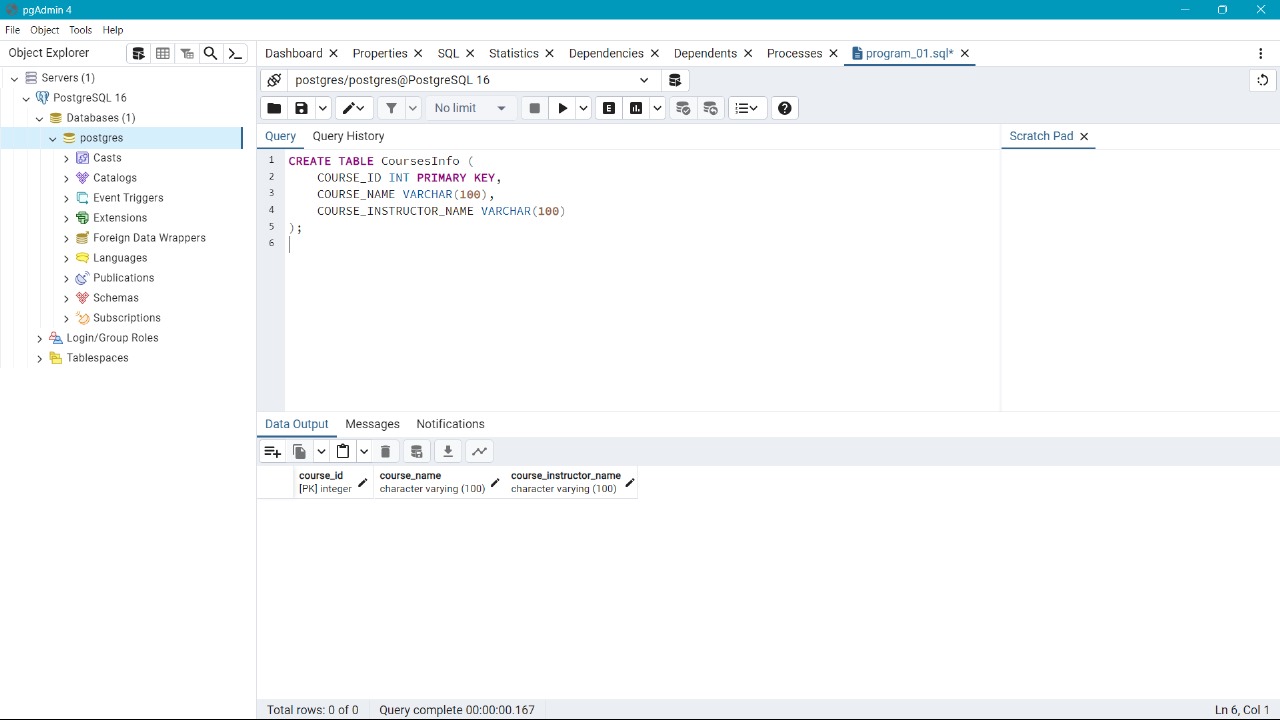 pgAdmin 4
File Object Tools Help
Object Explorer
Dashboard Properties SQL Statistics Dependencies Dependents Processes program_01.sql*
Servers (1)
PostgreSQL 16
Databases (1)
postgres
Casts
Catalogs
Event Triggers
Extensions
Foreign Data Wrappers
Languages
Publications
Schemas
Subscriptions
Login/Group Roles
Tablespaces
postgres/postgres@PostgreSQL 16
No limit
E
Query Query History
Scratch Pad
1 CREATE TABLE CoursesInfo (
2 COURSE_ID INT PRIMARY KEY,
3 COURSE_NAME VARCHAR(100),
4 COURSE_INSTRUCTOR_NAME VARCHAR(100)
5 );
6
Data Output Messages Notifications
course_id course_name course_instructor_name
[PK] integer character varying (100) character varying (100)
Total rows: 0 of 0 Query complete 00:00:00.167 Ln 6, Col 1